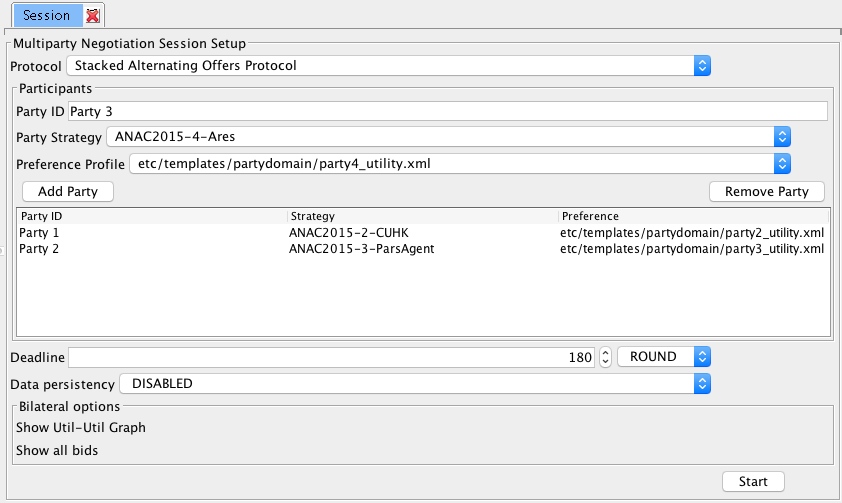 Session
Multiparty Negotiation Session Setup
Protocol Stacked Alternating Offers Protocol
Participants
Party ID Party 3
Party Strategy ANAC2015-4-Ares
Preference Profile etc/templates/partydomain/party4_utility.xml
Add Party Remove Party
Party ID Strategy Preference
Party 1 ANAC2015-2-CUHK etc/templates/partydomain/party2_utility.xml
Party 2 ANAC2015-3-ParsAgent etc/templates/partydomain/party3_utility.xml
Deadline 180 ROUND
Data persistency DISABLED
Bilateral options
Show Util-Util Graph
Show all bids
Start